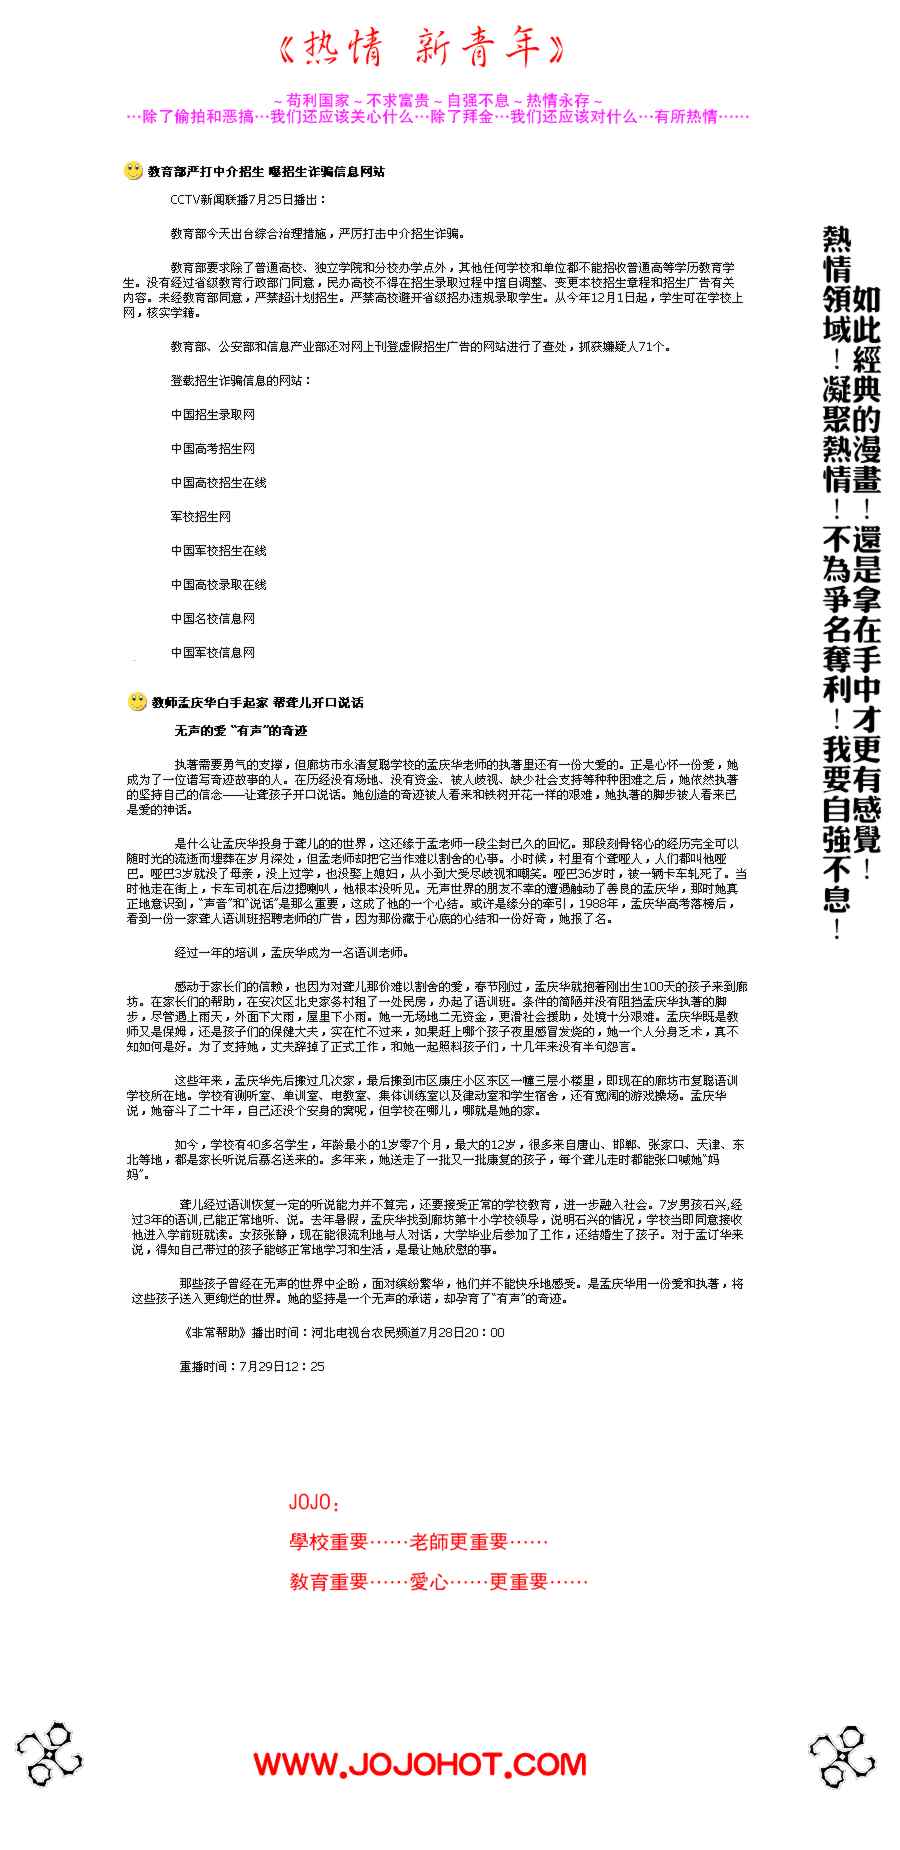 《热情 新青年》
～苟利国家～不求富贵～自强不息～热情永存～
…除了偷拍和恶搞…我们还应该关心什么…除了拜金…我们还应该对什么…有所热情……
教育部严打中介招生 曝招生诈骗信息网站
CCTV新闻联播7月25日播出：
教育部今天出台综合治理措施，严厉打击中介招生诈骗。
教育部要求除了普通高校、独立学院和分校办学点外，其他任何学校和单位都不能招收普通高等学历教育学
生。没有经过省级教育行政部门同意，民办高校不得在招生录取过程中擅自调整、变更本校招生章程和招生广告有关
内容。未经教育部同意，严禁超计划招生。严禁高校避开省级招办违规录取学生。从今年12月1日起，学生可在学校上
网，核实学籍。
教育部、公安部和信息产业部还对网上刊登虚假招生广告的网站进行了查处，抓获嫌疑人71个。
登载招生诈骗信息的网站：
中国招生录取网
中国高考招生网
中国高校招生在线
军校招生网
中国军校招生在线
中国高校录取在线
中国名校信息网
中国军校信息网
教师孟庆华白手起家 帮聋儿开口说话
无声的爱 “有声”的奇迹
执著需要勇气的支撑，但廊坊市永清复聪学校的孟庆华老师的执著里还有一份大爱的。正是心怀一份爱，她
成为了一位谱写奇迹故事的人。在历经没有场地、没有资金、被人歧视、缺少社会支持等种种困难之后，她依然执著
的坚持自己的信念——让聋孩子开口说话。她创造的奇迹被人看来和铁树开花一样的艰难，她执著的脚步被人看来已
是爱的神话。
是什么让孟庆华投身于聋儿的的世界，这还缘于孟老师一段尘封已久的回忆。那段刻骨铭心的经历完全可以
随时光的流逝而埋葬在岁月深处，但孟老师却把它当作难以割舍的心事。小时候，村里有个聋哑人，人们都叫他哑
巴。哑巴3岁就没了母亲，没上过学，也没娶上媳妇，从小到大受尽歧视和嘲笑。哑巴36岁时，被一辆卡车轧死了。当
时他走在街上，卡车司机在后边摁喇叭，他根本没听见。无声世界的朋友不幸的遭遇触动了善良的孟庆华，那时她真
正地意识到，“声音”和“说话”是那么重要，这成了他的一个心结。或许是缘分的牵引，1988年，孟庆华高考落榜后，
看到一份一家聋人语训班招聘老师的广告，因为那份藏于心底的心结和一份好奇，她报了名。
经过一年的培训，孟庆华成为一名语训老师。
感动于家长们的信赖，也因为对聋儿那价难以割舍的爱，春节刚过，孟庆华就抱着刚出生100天的孩子来到廊
坊。在家长们的帮助，在安次区北史家务村租了一处民房，办起了语训班。条件的简陋并没有阻挡孟庆华执著的脚
步，尽管遇上雨天，外面下大雨，屋里下小雨。她一无场地二无资金，更滑社会援助，处境十分艰难。孟庆华既是教
师又是保姆，还是孩子们的保健大夫，实在忙不过来，如果赶上哪个孩子夜里感冒发烧的，她一个人分身乏术，真不
知如何是好。为了支持她，丈夫辞掉了正式工作，和她一起照料孩子们，十几年来没有半句怨言。
这些年来，孟庆华先后搬过几次家，最后搬到市区康庄小区东区一幢三层小楼里，即现在的廊坊市复聪语训
学校所在地。学校有测听室、单训室、电教室、集体训练室以及律动室和学生宿舍，还有宽阔的游戏操场。孟庆华
说，她奋斗了二十年，自己还没个安身的窝呢，但学校在哪儿，哪就是她的家。
如今，学校有40多名学生，年龄最小的1岁零7个月，最大的12岁，很多来自唐山、邯郸、张家口、天津、东
北等地，都是家长听说后慕名送来的。多年来，她送走了一批又一批康复的孩子，每个聋儿走时都能张口喊她“妈
妈”。
聋儿经过语训恢复一定的听说能力并不算完，还要接受正常的学校教育，进一步融入社会。7岁男孩石兴,经
过3年的语训,已能正常地听、说。去年暑假，孟庆华找到廊坊第十小学校领导，说明石兴的情况，学校当即同意接收
他进入学前班就读。女孩张静，现在能很流利地与人对话，大学毕业后参加了工作，还结婚生了孩子。对于孟订华来
说，得知自己带过的孩子能够正常地学习和生活，是最让她欣慰的事。
那些孩子曾经在无声的世界中企盼，面对缤纷繁华，他们并不能快乐地感受。是孟庆华用一份爱和执著，将
这些孩子送入更绚烂的世界。她的坚持是一个无声的承诺，却孕育了“有声”的奇迹。
《非常帮助》播出时间：河北电视台农民频道7月28日20：00
重播时间：7月29日12：25
如此經典的漫畫！還是拿在手中才更有感覺！
熱情領域！凝聚熱情！不為爭名奪利！我要自強不息！
JOJO：
學校重要……老師更重要……
教育重要……愛心……更重要……
WWW.JOJOHOT.COM